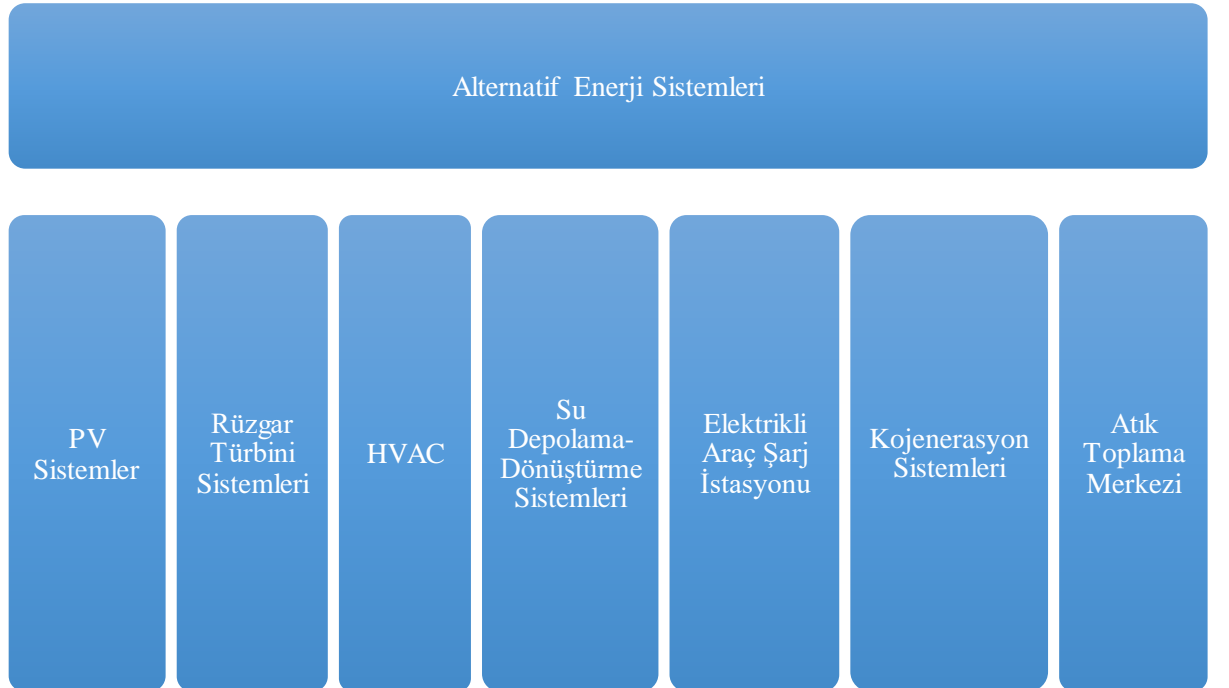 Alternatif Enerji Sistemleri
PV
Sistemler
Rüzgar
Türbini
Sistemleri
HVAC
Su
Depolama-
Dönüştürme
Sistemleri
Elektrikli
Araç Şarj
İstasyonu
Kojenerasyon
Sistemleri
Atık
Toplama
Merkezi